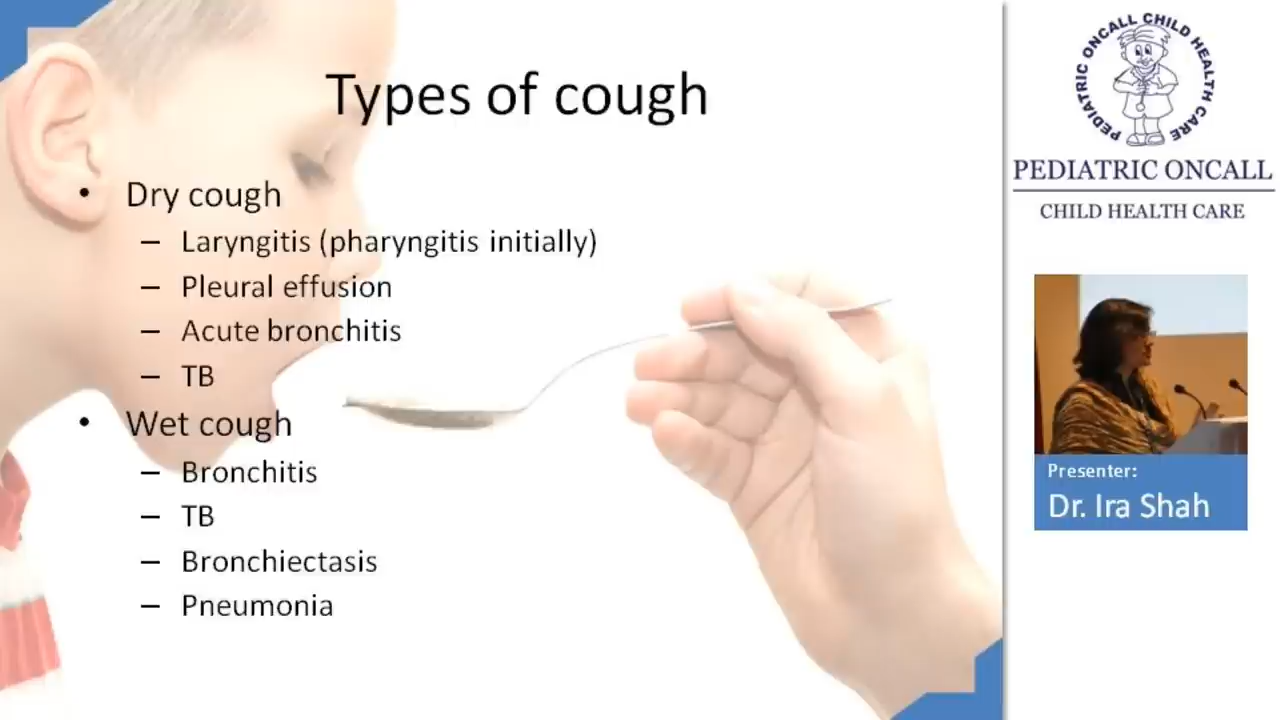 Types of cough
• Dry cough
– Laryngitis (pharyngitis initially)
– Pleural effusion
– Acute bronchitis
– TB
• Wet cough
– Bronchitis
– TB
– Bronchiectasis
– Pneumonia
PEDIATRIC ONCALL CHILD HEALTH CARE
PEDIATRIC ONCALL
CHILD HEALTH CARE
Presenter:
Dr. Ira Shah